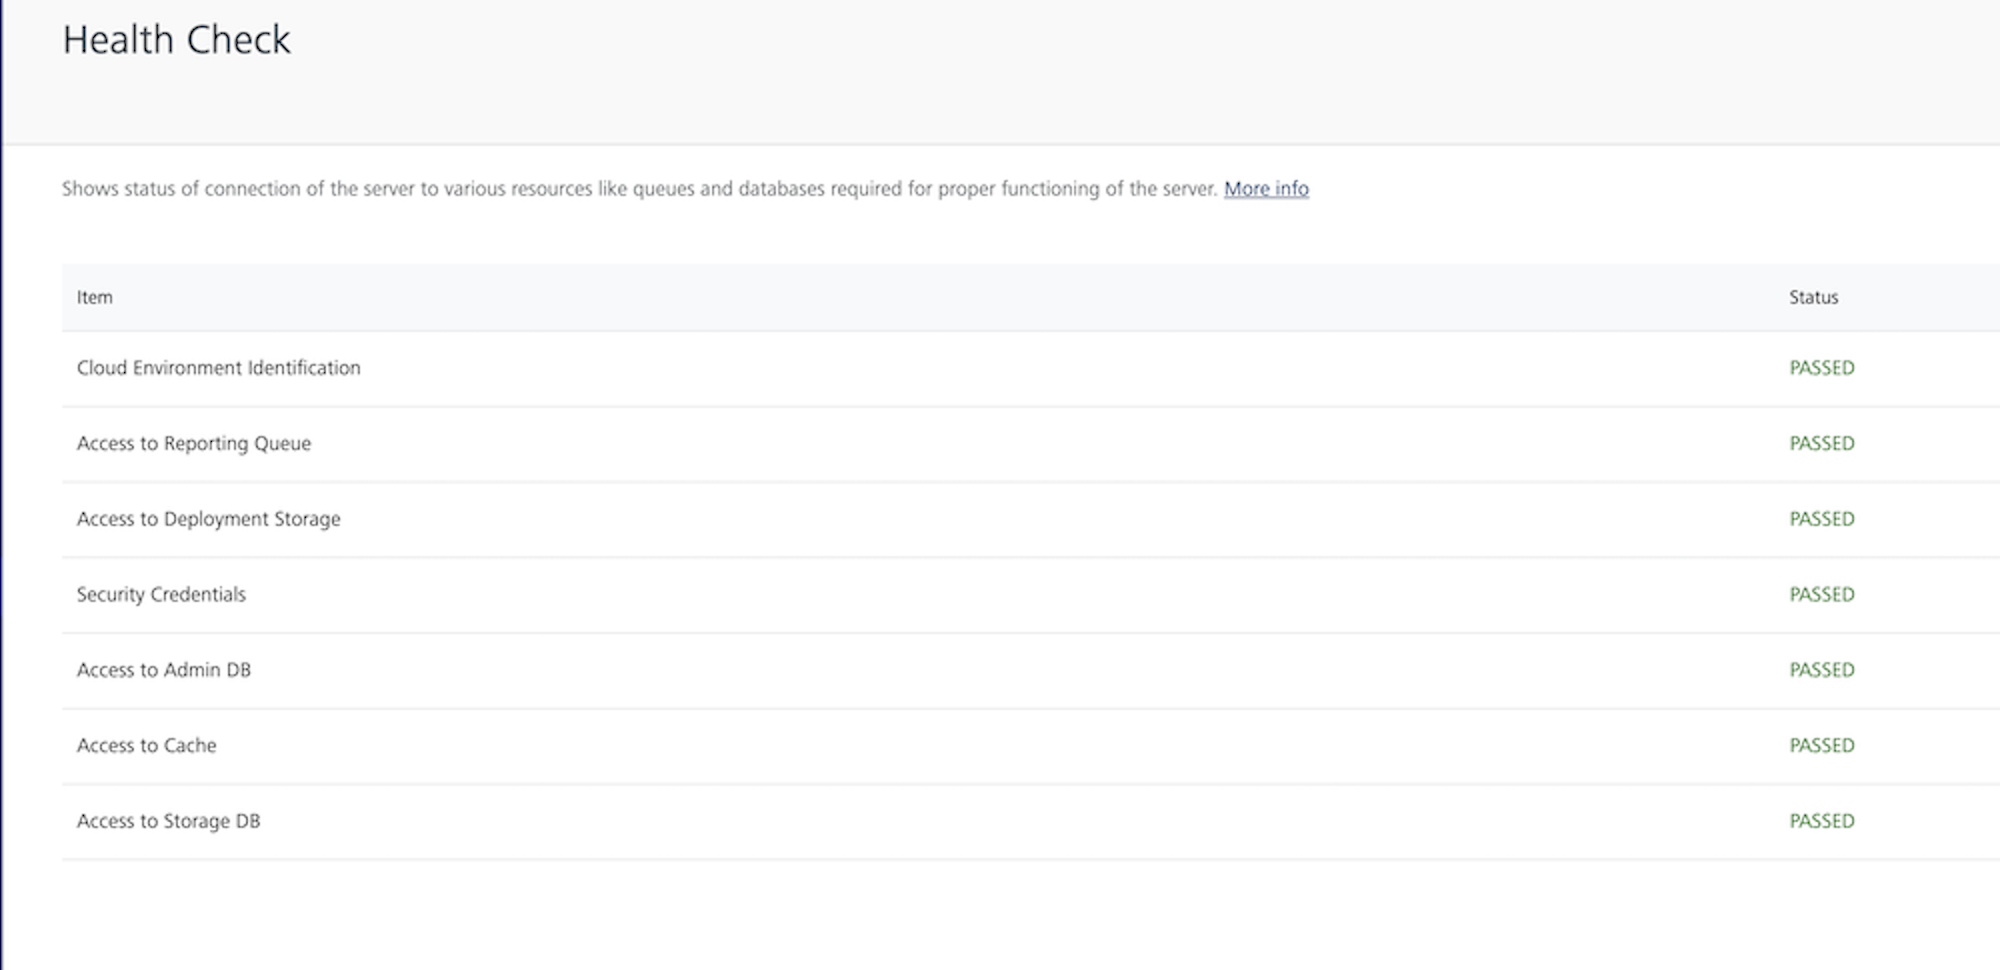 Health Check
Shows status of connection of the server to various resources like queues and databases required for proper functioning of the server. More info
Item Status
Cloud Environment Identification PASSED
Access to Reporting Queue PASSED
Access to Deployment Storage PASSED
Security Credentials PASSED
Access to Admin DB PASSED
Access to Cache PASSED
Access to Storage DB PASSED